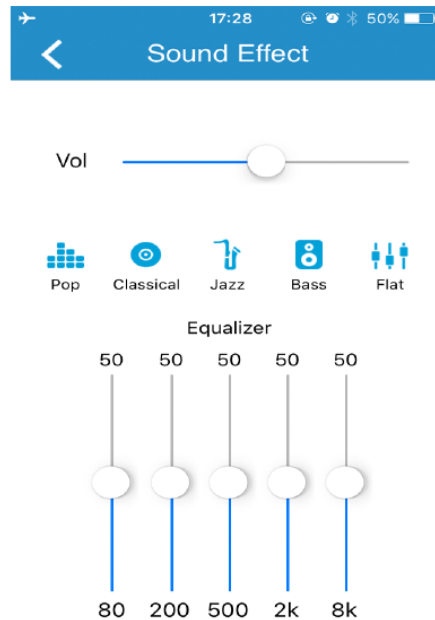 17:28 50%
Sound Effect
Vol
Pop Classical Jazz Bass Flat
Equalizer
50 50 50 50 50
80 200 500 2k 8k